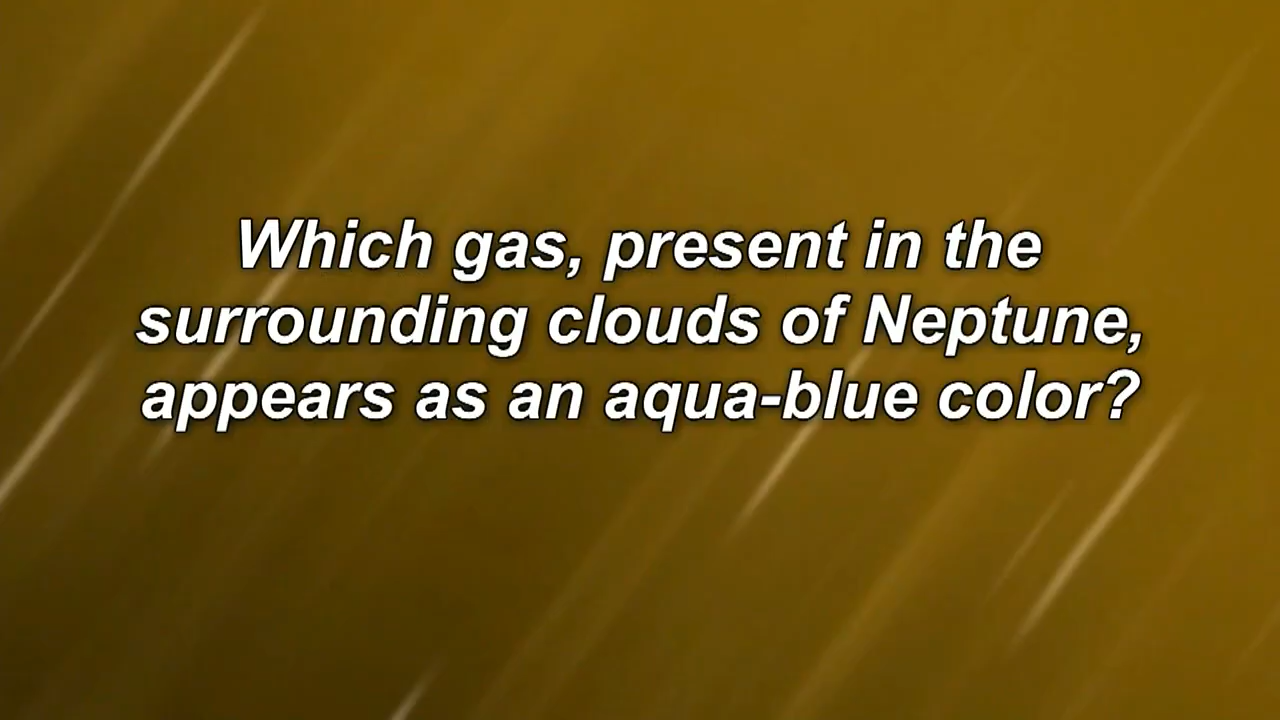 Which gas, present in the
surrounding clouds of Neptune,
appears as an aqua-blue color?